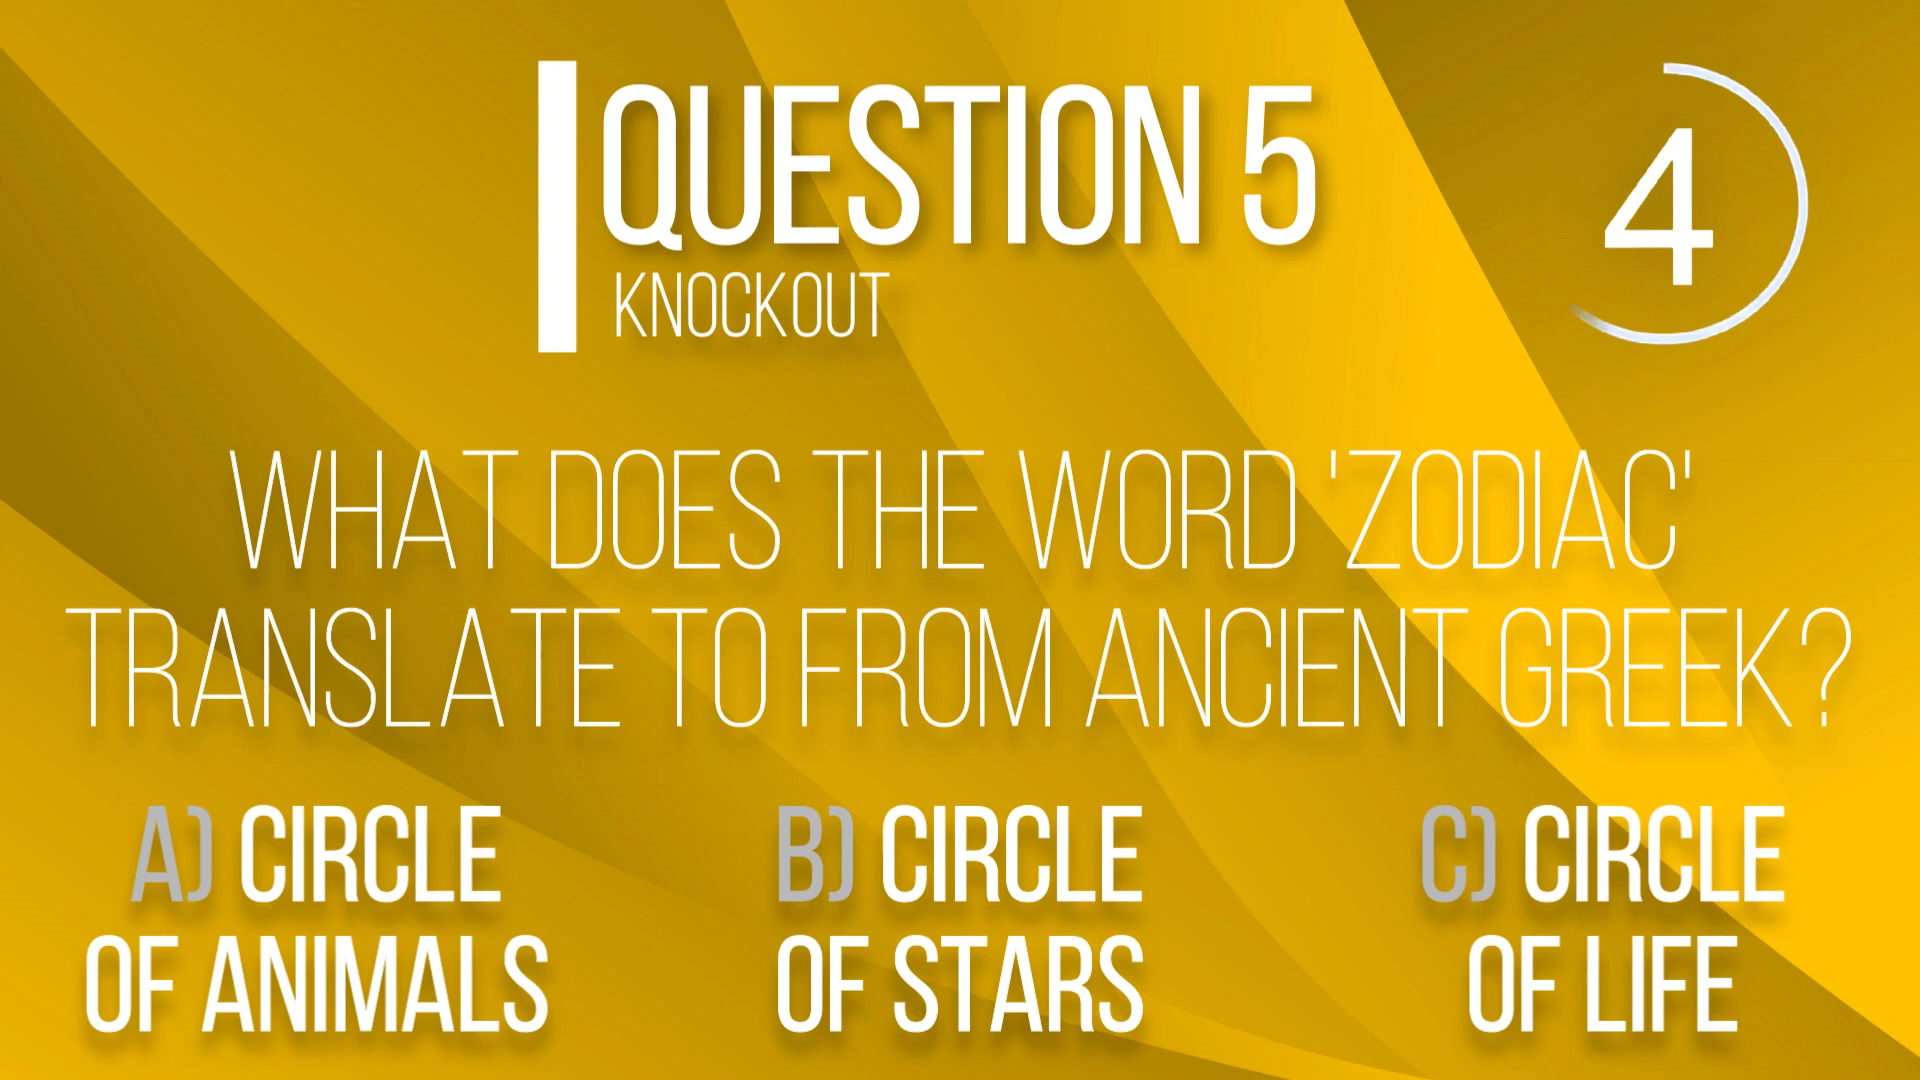 QUESTION 5
KNOCKOUT
4
WHAT DOES THE WORD 'ZODIAC'
TRANSLATE TO FROM ANCIENT GREEK?
A) CIRCLE
OF ANIMALS
B) CIRCLE
OF STARS
C) CIRCLE
OF LIFE